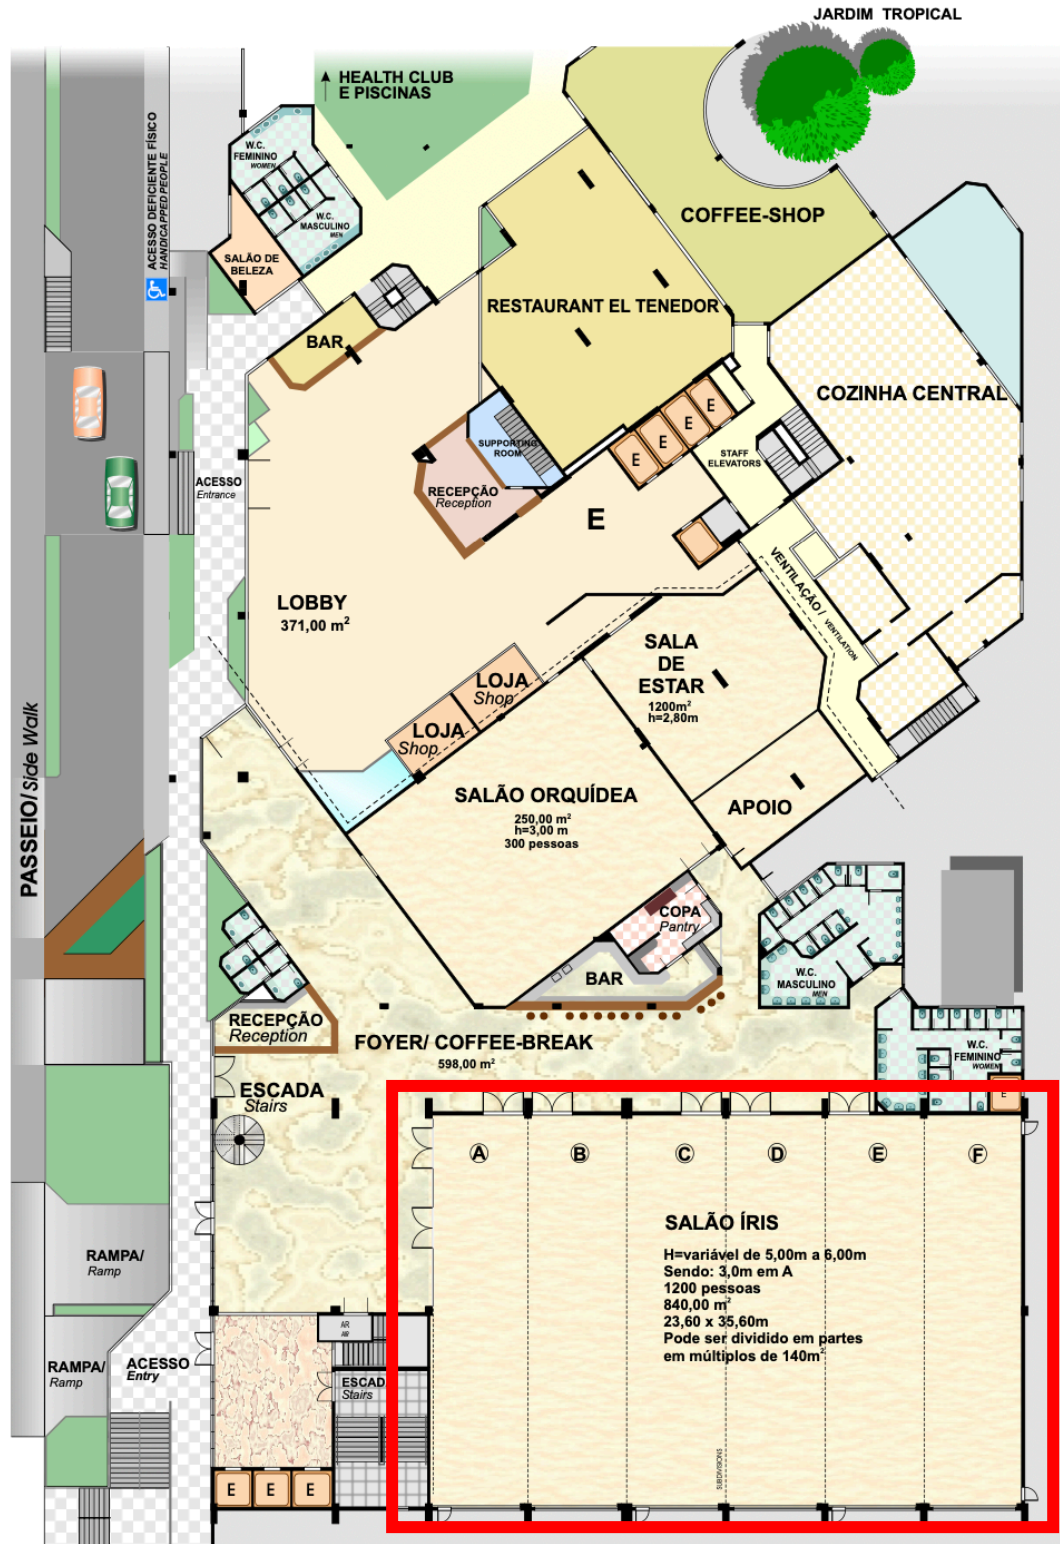 JARDIM TROPICAL
HEALTH CLUB
E PISCINAS
ACESSO DEFICIENTE FÍSICO
HANDICAPPED PEOPLE
W.C.
FEMININO
WOMEN
W.C.
MASCULINO
MEN
SALÃO DE
BELEZA
COFFEE-SHOP
RESTAURANT EL TENEDOR
BAR
COZINHA CENTRAL
E
E
E
E
SUPPORTING
ROOM
STAFF
ELEVATORS
ACESSO
Entrance
RECEPÇÃO
Reception
E
VENTILAÇÃO/ VENTILATION
LOBBY
371,00 m²
SALA
DE
ESTAR
1200m²
h=2,80m
LOJA
Shop
LOJA
Shop
PASSEIO/ Side Walk
SALÃO ORQUÍDEA
250,00 m²
h=3,00 m
300 pessoas
APOIO
COPA
Pantry
BAR
W.C.
MASCULINO
MEN
RECEPÇÃO
Reception
FOYER/ COFFEE-BREAK
598,00 m²
W.C.
FEMININO
WOMEN
E
ESCADA
Stairs
A
B
C
D
E
F
SALÃO ÍRIS
H=variável de 5,00m a 6,00m
Sendo: 3,0m em A
1200 pessoas
840,00 m²
23,60 x 35,60m
Pode ser dividido em partes
em múltiplos de 140m²
RAMPA/
Ramp
AR
AR
RAMPA/
Ramp
ACESSO
Entry
ESCAD
Stairs
SUBDIVISIONS
E
E
E